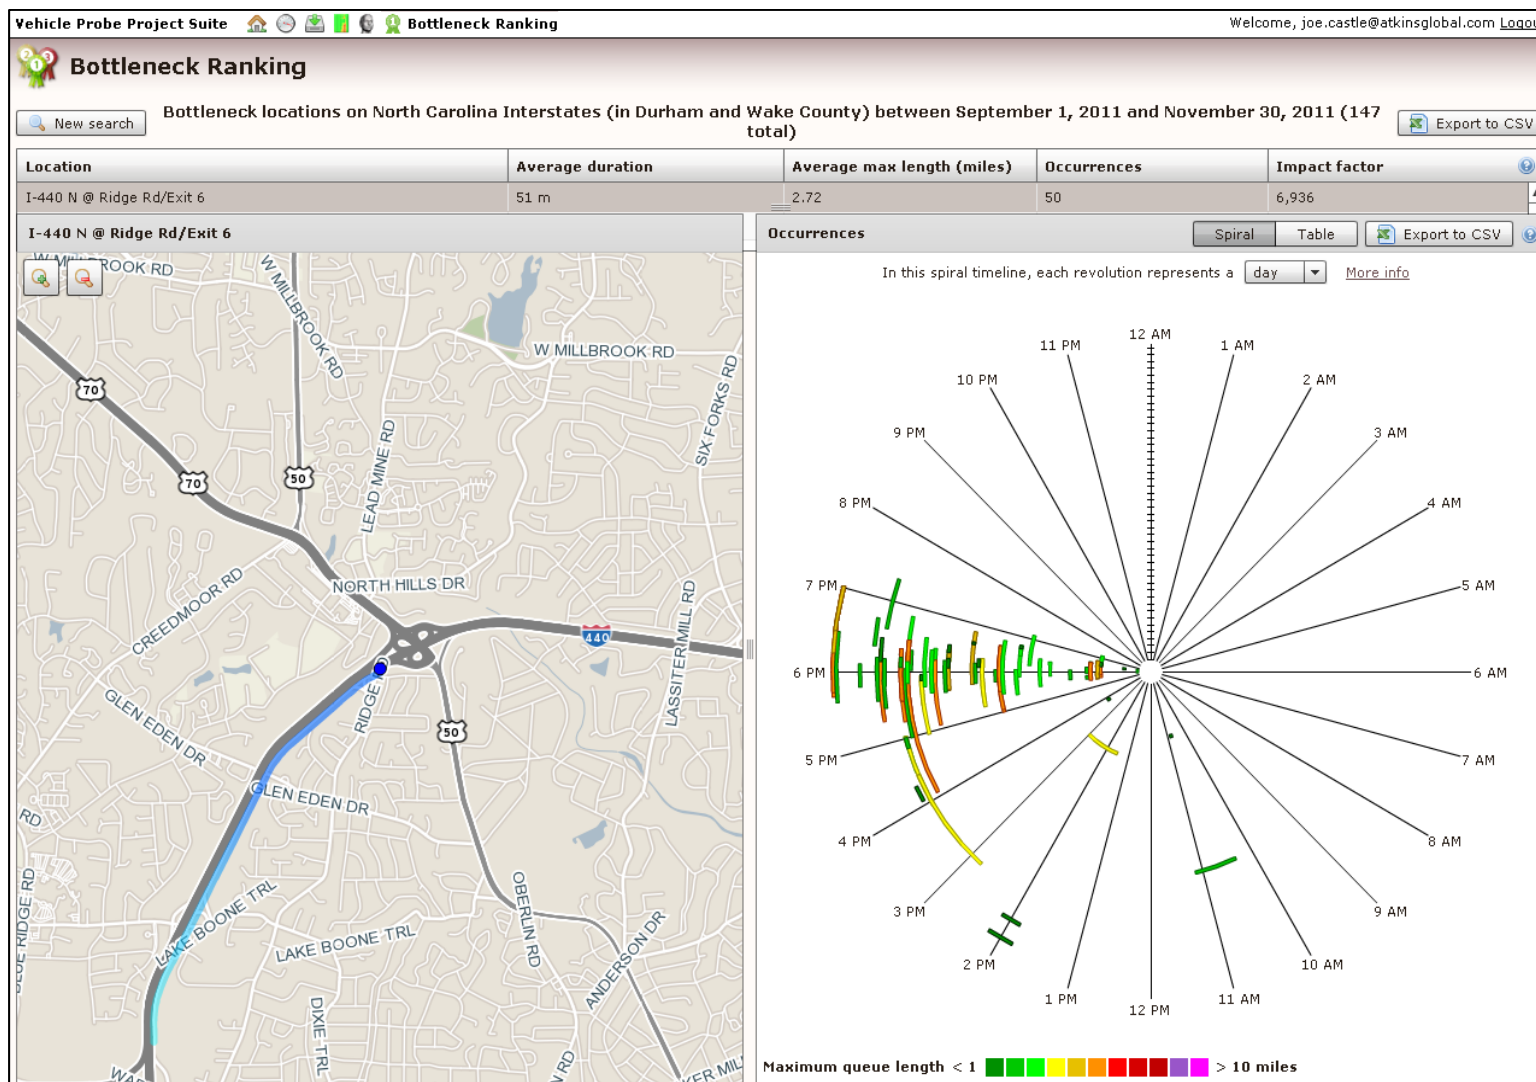 Vehicle Probe Project Suite
Bottleneck Ranking
Welcome, joe.castle@atkinsglobal.com
Bottleneck Ranking
New search
Bottleneck locations on North Carolina Interstates (in Durham and Wake County) between September 1, 2011 and November 30, 2011 (147
total)
Export to CSV
Location Average duration Average max length (miles) Occurrences Impact factor
I-440 N @ Ridge Rd/Exit 6 51 m 2.72 50 6,936
I-440 N @ Ridge Rd/Exit 6
W MILLBROOK RD
W MILLBROOK RD
W MILLBROOK RD
70
70
50
LEAD MINE RD
SIX FORKS RD
CREEDMOOR RD
NORTH HILLS DR
440
LASSITER MILL RD
GLEN EDEN DR
RIDGE
50
GLEN EDEN DR
RD
BLUE RIDGE RD
LAKE BOONE TRL
LAKE BOONE TRL
OBERLIN RD
ANDERSON DR
DIXIE TRL
RD
Occurrences
Spiral Table Export to CSV
In this spiral timeline, each revolution represents a day More info
12 AM
1 AM
2 AM
3 AM
4 AM
5 AM
6 AM
7 AM
8 AM
9 AM
10 AM
11 AM
12 PM
1 PM
2 PM
3 PM
4 PM
5 PM
6 PM
7 PM
8 PM
9 PM
10 PM
11 PM
Maximum queue length < 1 > 10 miles